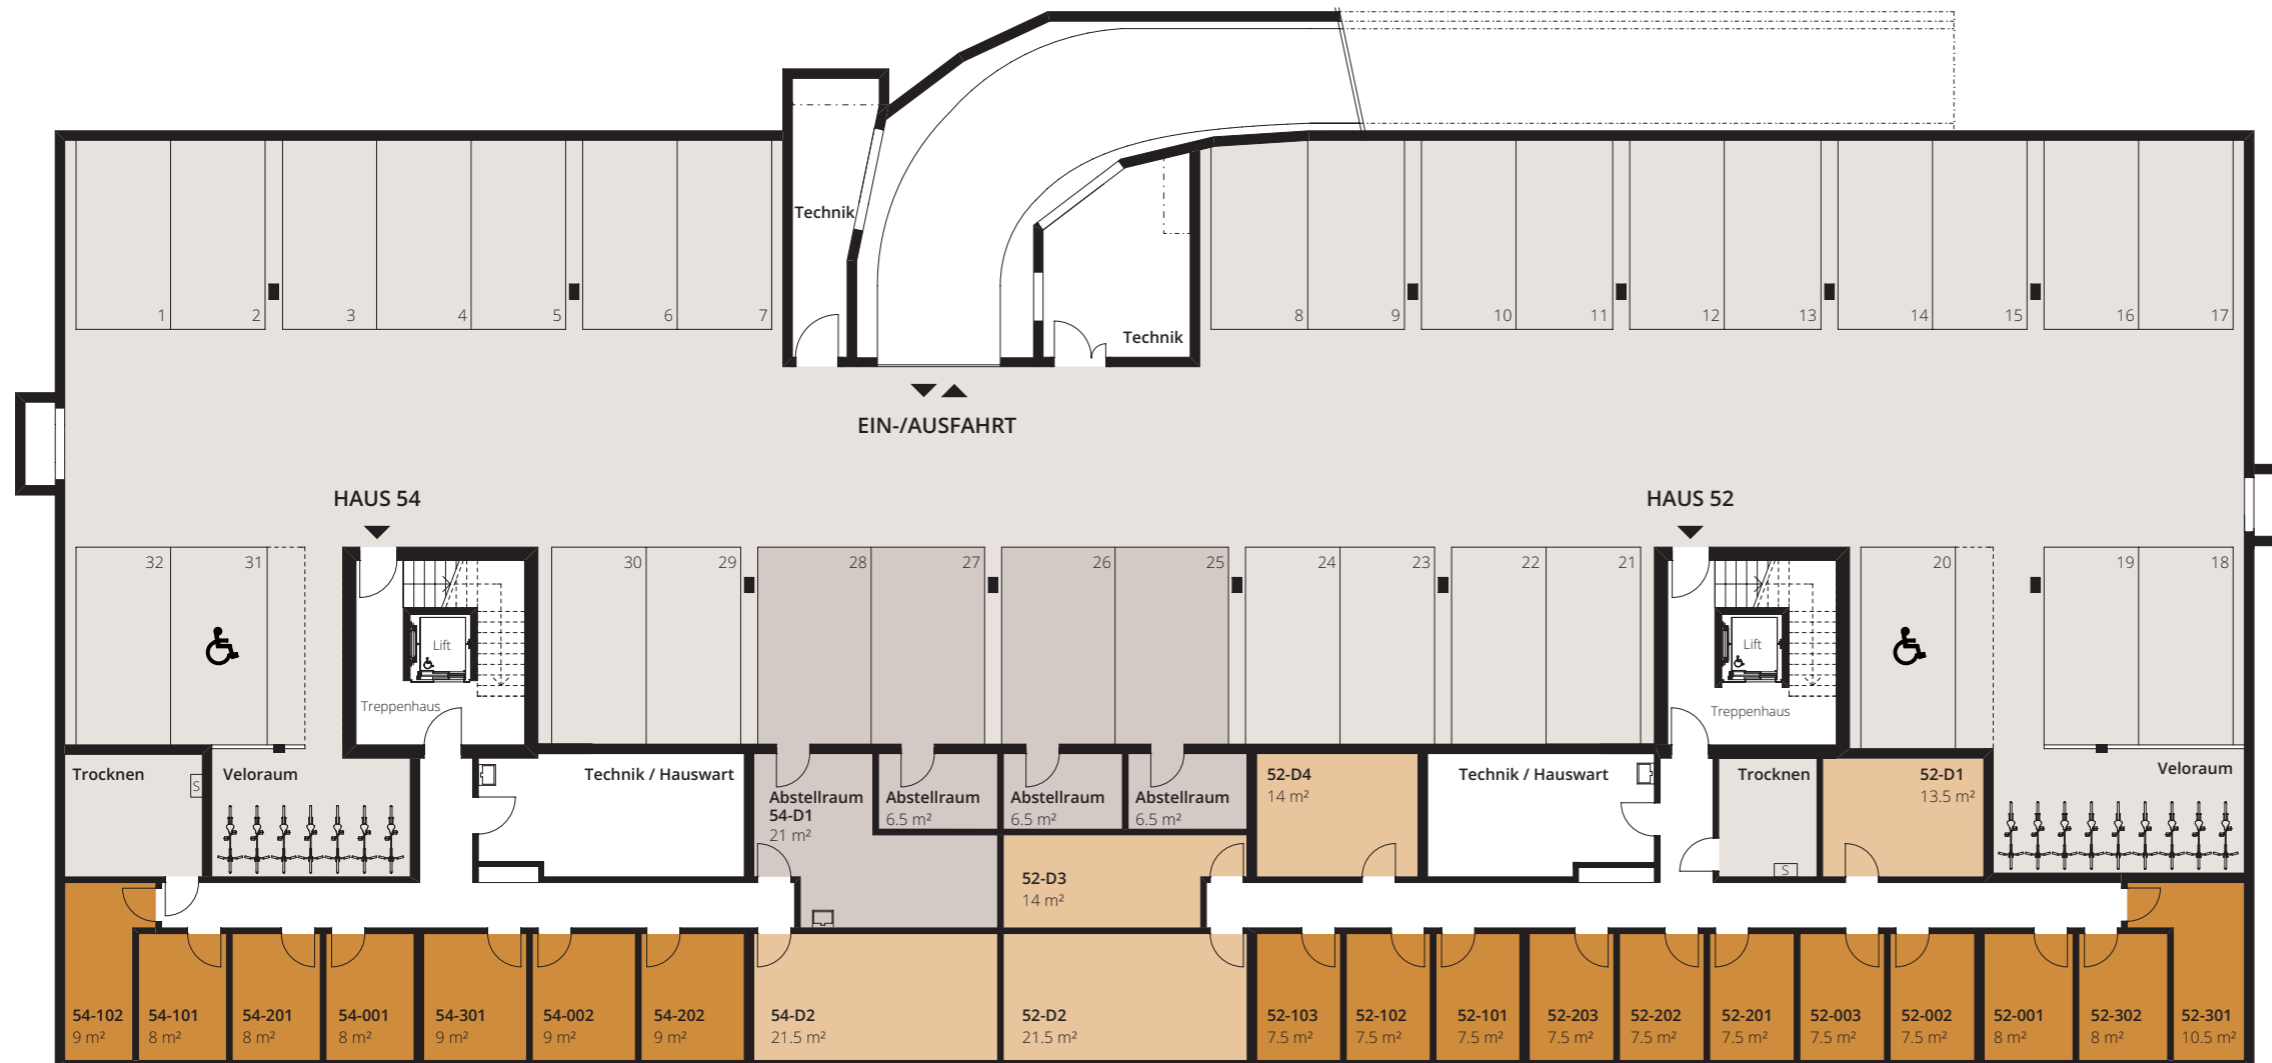 Technik
1
2
3
4
5
6
7
Technik
8
9
10
11
12
13
14
15
16
17
EIN-/AUSFAHRT
HAUS 54
HAUS 52
32
31
30
29
28
27
26
25
24
23
22
21
20
19
18
Lift
Treppenhaus
Lift
Treppenhaus
Trocknen
S
Veloraum
Technik / Hauswart
Abstellraum
54-D1
21 m²
Abstellraum
6.5 m²
Abstellraum
6.5 m²
Abstellraum
6.5 m²
52-D4
14 m²
Technik / Hauswart
Trocknen
S
52-D1
13.5 m²
Veloraum
52-D3
14 m²
54-102
9 m²
54-101
8 m²
54-201
8 m²
54-001
8 m²
54-301
9 m²
54-002
9 m²
54-202
9 m²
54-D2
21.5 m²
52-D2
21.5 m²
52-103
7.5 m²
52-102
7.5 m²
52-101
7.5 m²
52-203
7.5 m²
52-202
7.5 m²
52-201
7.5 m²
52-003
7.5 m²
52-002
7.5 m²
52-001
8 m²
52-302
8 m²
52-301
10.5 m²